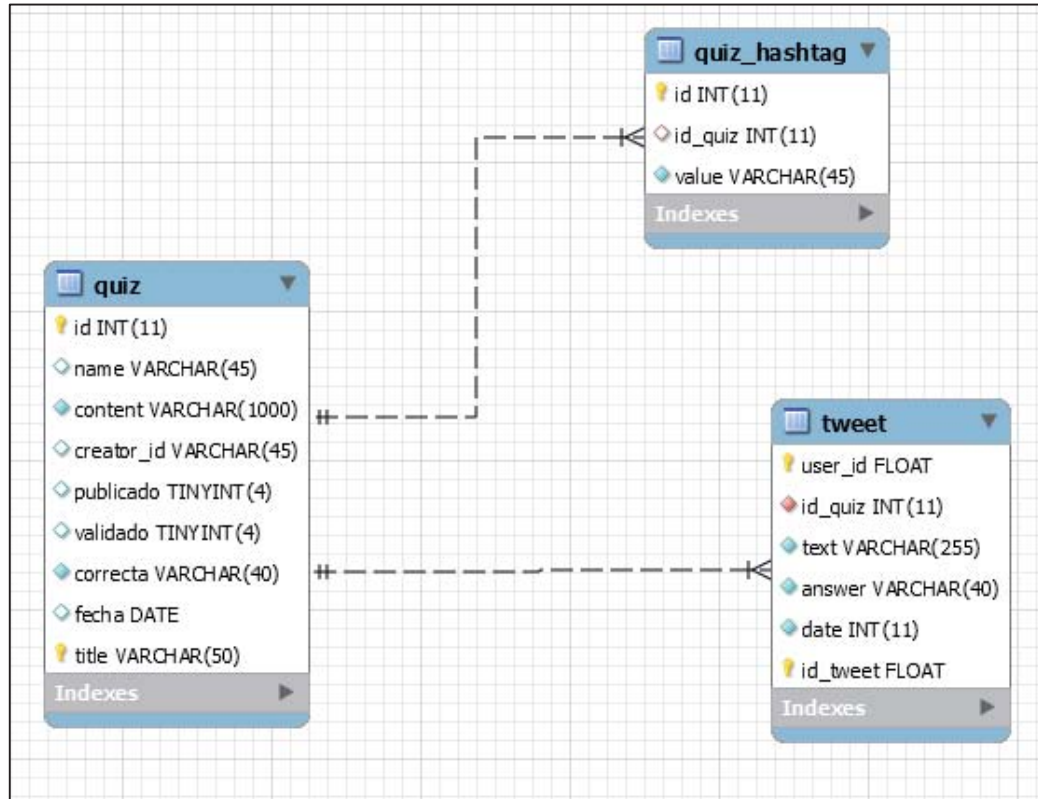 quiz_hashtag
id INT(11)
id_quiz INT(11)
value VARCHAR(45)
Indexes
quiz
id INT(11)
name VARCHAR(45)
content VARCHAR(1000)
creator_id VARCHAR(45)
publicado TINYINT(4)
validado TINYINT(4)
correcta VARCHAR(40)
fecha DATE
title VARCHAR(50)
Indexes
tweet
user_id FLOAT
id_quiz INT(11)
text VARCHAR(255)
answer VARCHAR(40)
date INT(11)
id_tweet FLOAT
Indexes